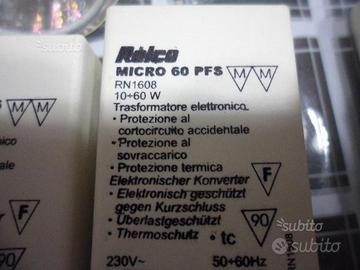 subito
Relco
MICRO 60 PFS
M M
RN1608
10÷60 W
Trasformatore elettronico
• Protezione al
cortocircuito accidentale
• Protezione al
sovraccarico
• Protezione termica
F
Elektronischer Konverter
• Elektronisch geschützt
gegen Kurzschluss
• Überlastgeschützt
• Thermoschutz
tc
90
230V~
50÷60Hz
M M
F
subito
subito